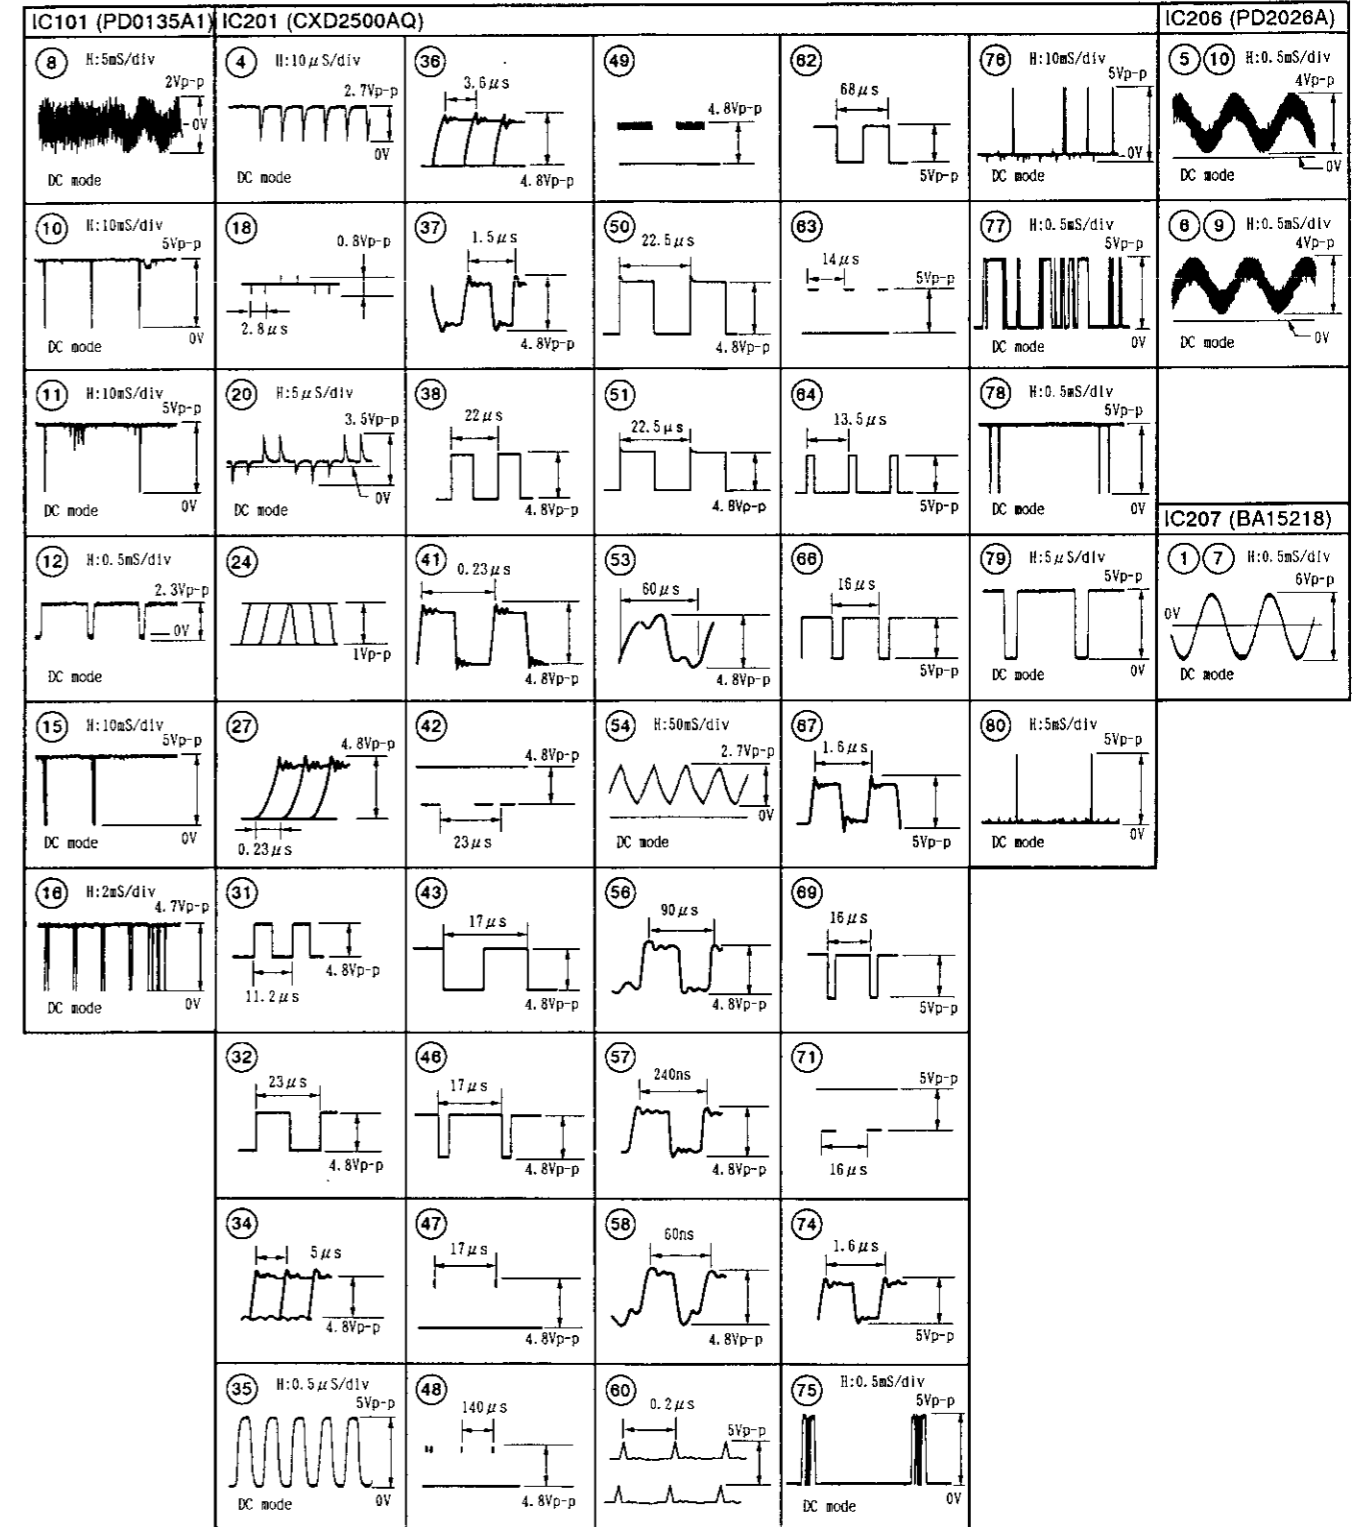 IC101 (PD0135A1)
8 H:5mS/div
2Vp-p
0V
DC mode
10 H:10mS/div
5Vp-p
DC mode 0V
11 H:10mS/div
5Vp-p
DC mode 0V
12 H:0.5mS/div
2.3Vp-p
0V
DC mode
15 H:10mS/div
5Vp-p
DC mode 0V
16 H:2mS/div
4.7Vp-p
DC mode 0V
IC201 (CXD2500AQ)
4 H:10μS/div
2.7Vp-p
0V
DC mode
18
0.8Vp-p
2.8μs
20 H:5μS/div
3.5Vp-p
0V
DC mode
24
1Vp-p
27
4.8Vp-p
0.23μs
31
4.8Vp-p
11.2μs
32
23μs
4.8Vp-p
34
5μs
4.8Vp-p
35 H:0.5μS/div
5Vp-p
DC mode 0V
36
3.6μs
4.8Vp-p
37
1.5μs
4.8Vp-p
38
22μs
4.8Vp-p
41
0.23μs
4.8Vp-p
42
4.8Vp-p
23μs
43
17μs
4.8Vp-p
46
17μs
4.8Vp-p
47
17μs
4.8Vp-p
48
140μs
4.8Vp-p
49
4.8Vp-p
50
22.5μs
4.8Vp-p
51
22.5μs
4.8Vp-p
53
60μs
4.8Vp-p
54 H:50mS/div
2.7Vp-p
0V
DC mode
56
90μs
4.8Vp-p
57
240ns
4.8Vp-p
58
60ns
4.8Vp-p
60
0.2μs
5Vp-p
62
68μs
5Vp-p
63
14μs
5Vp-p
64
13.5μs
5Vp-p
66
16μs
5Vp-p
67
1.6μs
5Vp-p
69
16μs
5Vp-p
71
5Vp-p
16μs
74
1.6μs
5Vp-p
75 H:0.5mS/div
5Vp-p
DC mode 0V
76 H:10mS/div
5Vp-p
0V
DC mode
77 H:0.5mS/div
5Vp-p
DC mode 0V
78 H:0.5mS/div
5Vp-p
DC mode 0V
79 H:5μS/div
5Vp-p
DC mode 0V
80 H:5mS/div
5Vp-p
DC mode 0V
IC206 (PD2026A)
5 10 H:0.5mS/div
4Vp-p
0V
DC mode
6 9 H:0.5mS/div
4Vp-p
0V
DC mode
IC207 (BA15218)
1 7 H:0.5mS/div
6Vp-p
0V
DC mode